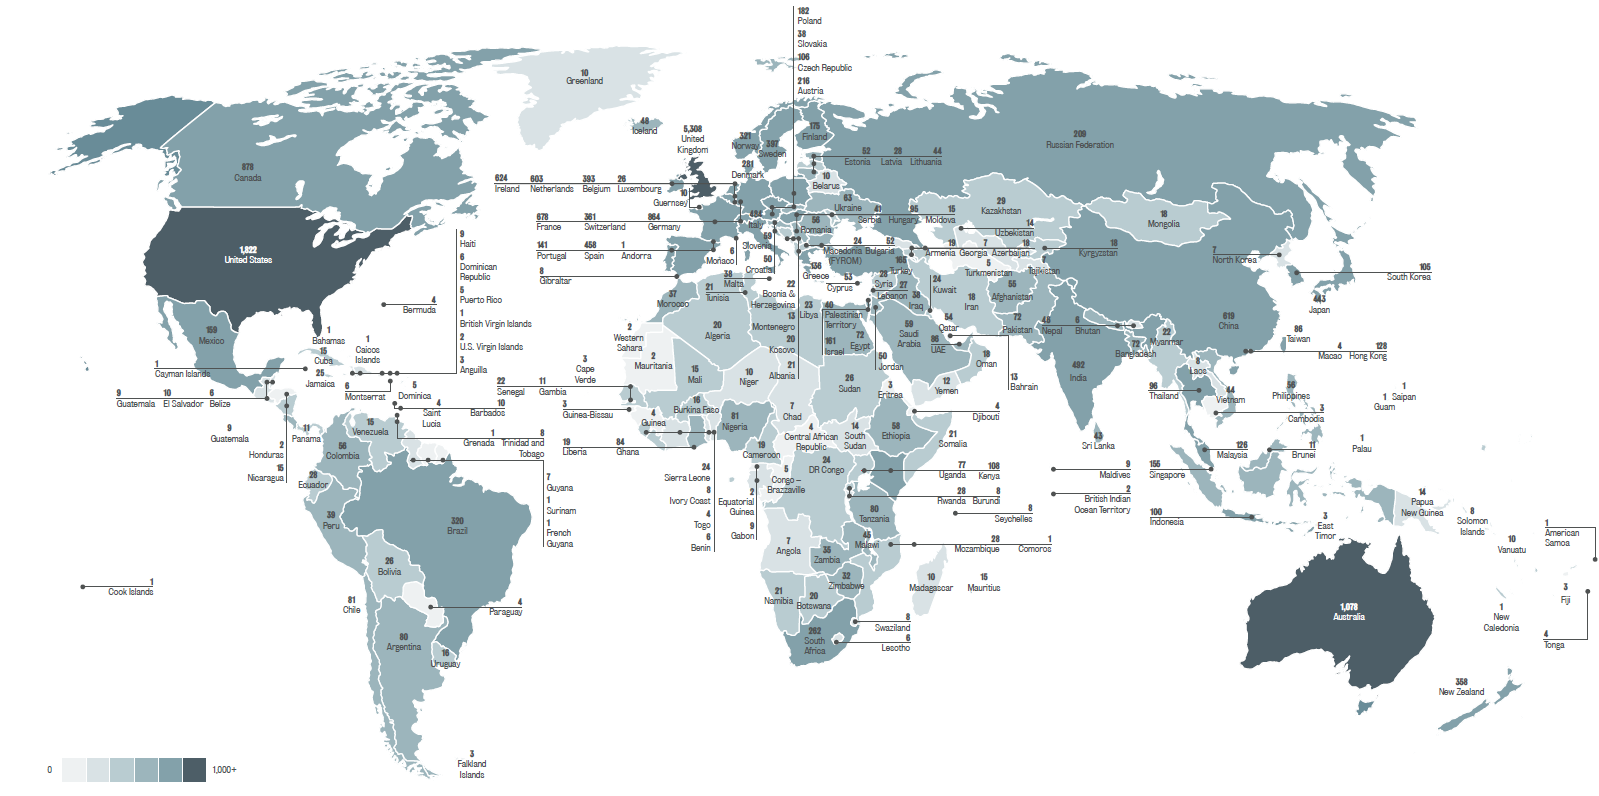 182
Poland
38
Slovakia
106
Czech Republic
216
Austria
10
Greenland
48
Iceland
5,308
United
Kingdom
321
Norway
397
Sweden
175
Finland
209
Russian Federation
878
Canada
281
Denmark
52 28 44
Estonia Latvia Lithuania
10
Belarus
624 603 393 26
Ireland Netherlands Belgium Luxembourg
10
Guernsey
678 361 864
France Switzerland Germany
484
Italy
63
Ukraine
41 95 15
Serbia Hungary Moldova
56
Romania
29
Kazakhstan
14
Uzbekistan
18
Mongolia
141 458 1
Portugal Spain Andorra
6
Monaco
59
Slovenia
50
Croatia
24 52
Macedonia Bulgaria
(FYROM)
19 7 18
Armenia Georgia Azerbaijan
18
Kyrgyzstan
7
North Korea
105
South Korea
1,822
United States
9
Haiti
6
Dominican
Republic
5
Puerto Rico
1
British Virgin Islands
2
U.S. Virgin Islands
3
Anguilla
4
Bermuda
8
Gibraltar
38
Malta
21
Tunisia
37
Morocco
22
Bosnia &
Herzegovina
13
Montenegro
20
Kosovo
21
Albania
136
Greece
53
Cyprus
166
Turkey
28
Syria
27
Lebanon
38
Iraq
24
Kuwait
5
Turkmenistan
7
Tajikistan
55
Afghanistan
18
Iran
443
Japan
619
China
86
Taiwan
4 128
Macao Hong Kong
159
Mexico
1
Bahamas
15
Cuba
1
Caicos
Islands
1
Cayman Islands
25
Jamaica
6
Montserrat
5
Dominica
4
Saint
Lucia
10
Barbados
9 10 6
Guatemala El Salvador Belize
9
Guatemala
2
Honduras
15
Nicaragua
11
Panama
15
Venezuela
1 8
Grenada Trinidad and
Tobago
7
Guyana
1
Surinam
1
French
Guyana
56
Colombia
28
Ecuador
39
Peru
320
Brazil
26
Bolivia
81
Chile
4
Paraguay
80
Argentina
16
Uruguay
3
Falkland
Islands
1
Cook Islands
2
Western
Sahara
2
Mauritania
20
Algeria
23
Libya
40
Palestinian
Territory
161
Israel
72
Egypt
50
Jordan
59
Saudi
Arabia
54
Qatar
86
UAE
18
Oman
13
Bahrain
12
Yemen
72
Pakistan
48
Nepal
6
Bhutan
72
Bangladesh
22
Myanmar
492
India
43
Sri Lanka
8
Laos
96
Thailand
44
Vietnam
56
Philippines
3
Cambodia
1
Guam
1
Saipan
1
Palau
3
Cape
Verde
22 11
Senegal Gambia
3
Guinea-Bissau
15
Mali
16
Burkina Faso
10
Niger
7
Chad
26
Sudan
3
Eritrea
4
Djibouti
4
Guinea
81
Nigeria
19 84
Liberia Ghana
24
Sierra Leone
8
Ivory Coast
4
Togo
6
Benin
19
Cameroon
4
Central African
Republic
14
South
Sudan
58
Ethiopia
21
Somalia
2
Equatorial
Guinea
9
Gabon
5
Congo –
Brazzaville
24
DR Congo
77 108
Uganda Kenya
28 8
Rwanda Burundi
8
Seychelles
80
Tanzania
7
Angola
35
Zambia
45
Malawi
28 1
Mozambique Comoros
21
Namibia
20
Botswana
32
Zimbabwe
10
Madagascar
15
Mauritius
262
South
Africa
8
Swaziland
6
Lesotho
9
Maldives
2
British Indian
Ocean Territory
155
Singapore
126
Malaysia
11
Brunei
100
Indonesia
3
East
Timor
14
Papua
New Guinea
8
Solomon
Islands
10
Vanuatu
1
American
Samoa
3
Fiji
4
Tonga
1
New
Caledonia
1,078
Australia
358
New Zealand
0 1,000+